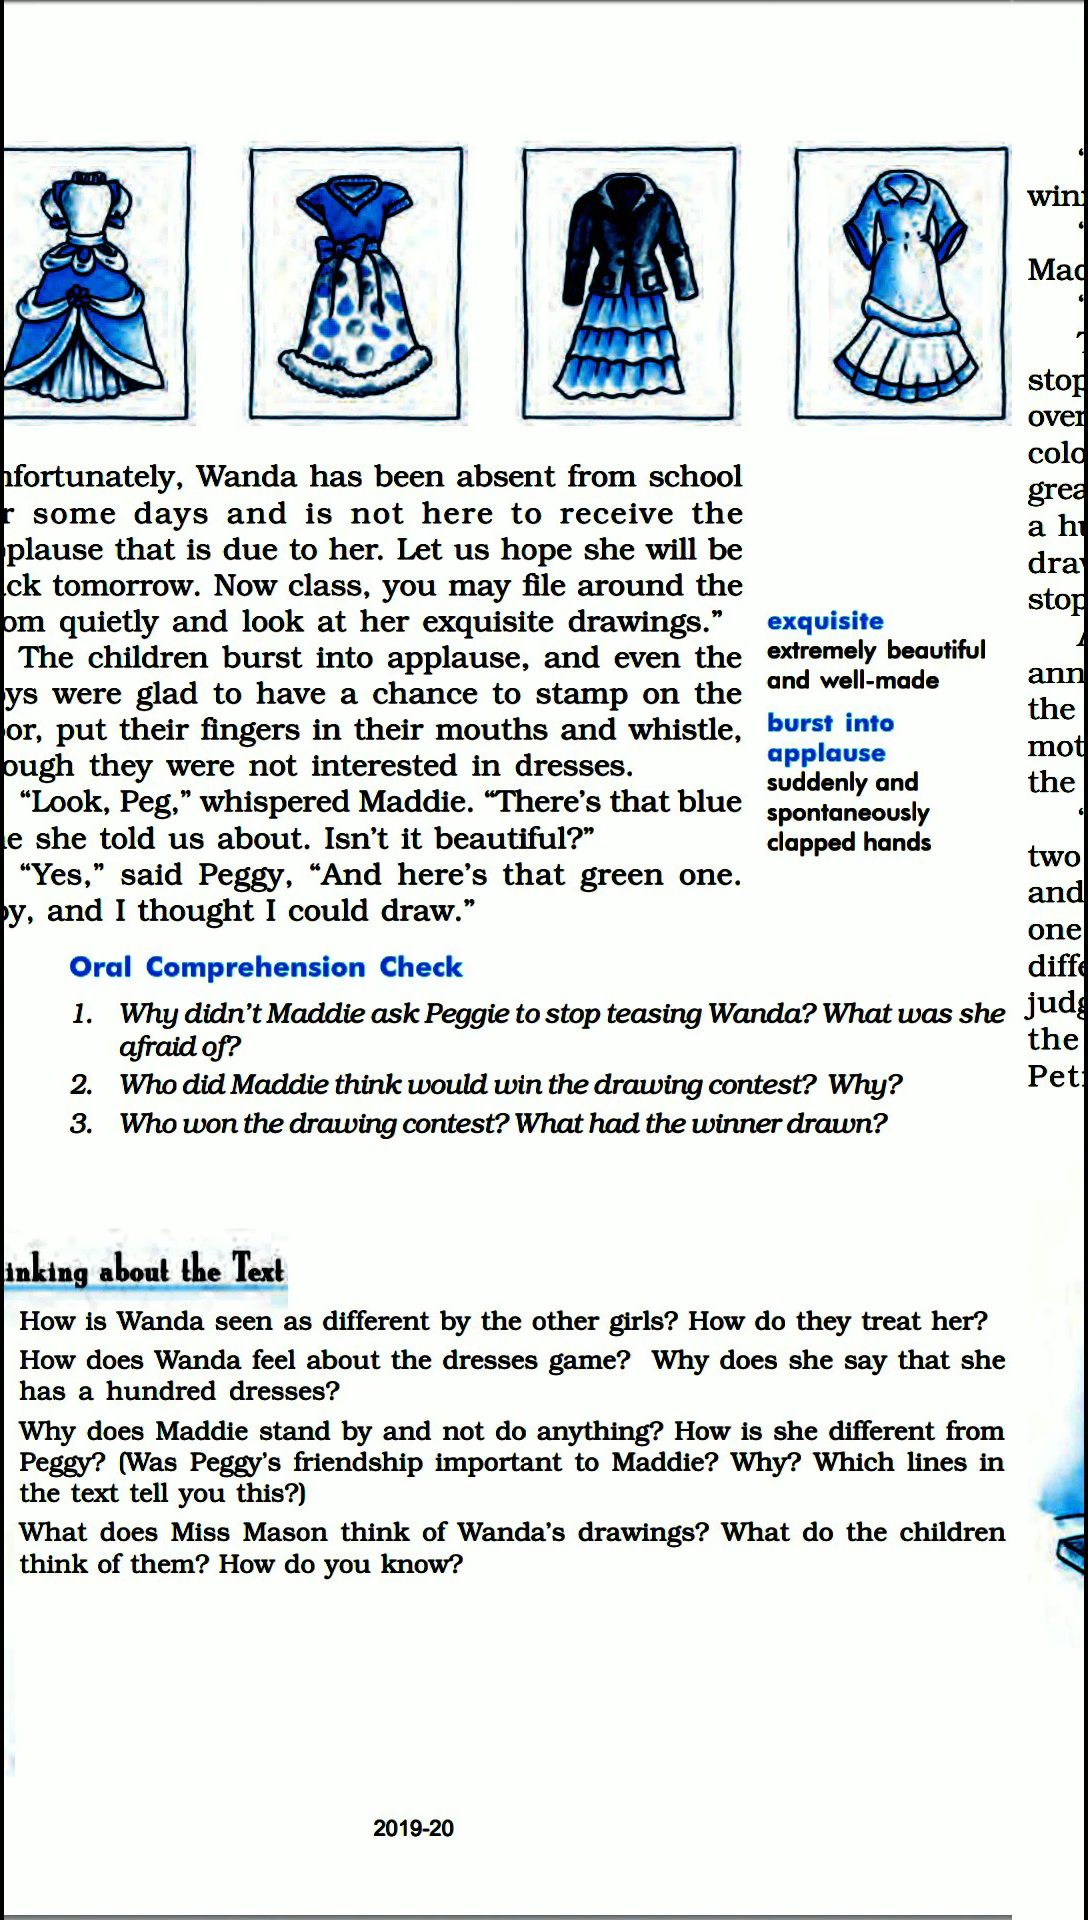 nfortunately, Wanda has been absent from school
r some days and is not here to receive the
plause that is due to her. Let us hope she will be
ck tomorrow. Now class, you may file around the
om quietly and look at her exquisite drawings.”
The children burst into applause, and even the
ys were glad to have a chance to stamp on the
or, put their fingers in their mouths and whistle,
ough they were not interested in dresses.
“Look, Peg,” whispered Maddie. “There’s that blue
e she told us about. Isn’t it beautiful?”
“Yes,” said Peggy, “And here’s that green one.
y, and I thought I could draw.”
exquisite
extremely beautiful
and well-made
burst into
applause
suddenly and
spontaneously
clapped hands
Oral Comprehension Check
1. Why didn’t Maddie ask Peggie to stop teasing Wanda? What was she
afraid of?
2. Who did Maddie think would win the drawing contest? Why?
3. Who won the drawing contest? What had the winner drawn?
inking about the Text
How is Wanda seen as different by the other girls? How do they treat her?
How does Wanda feel about the dresses game? Why does she say that she
has a hundred dresses?
Why does Maddie stand by and not do anything? How is she different from
Peggy? (Was Peggy’s friendship important to Maddie? Why? Which lines in
the text tell you this?)
What does Miss Mason think of Wanda’s drawings? What do the children
think of them? How do you know?
2019-20
win
Mad
stop
over
colo
grea
a hu
draw
stop
ann
the
mot
the
two
and
one
diffe
judg
the
Pet